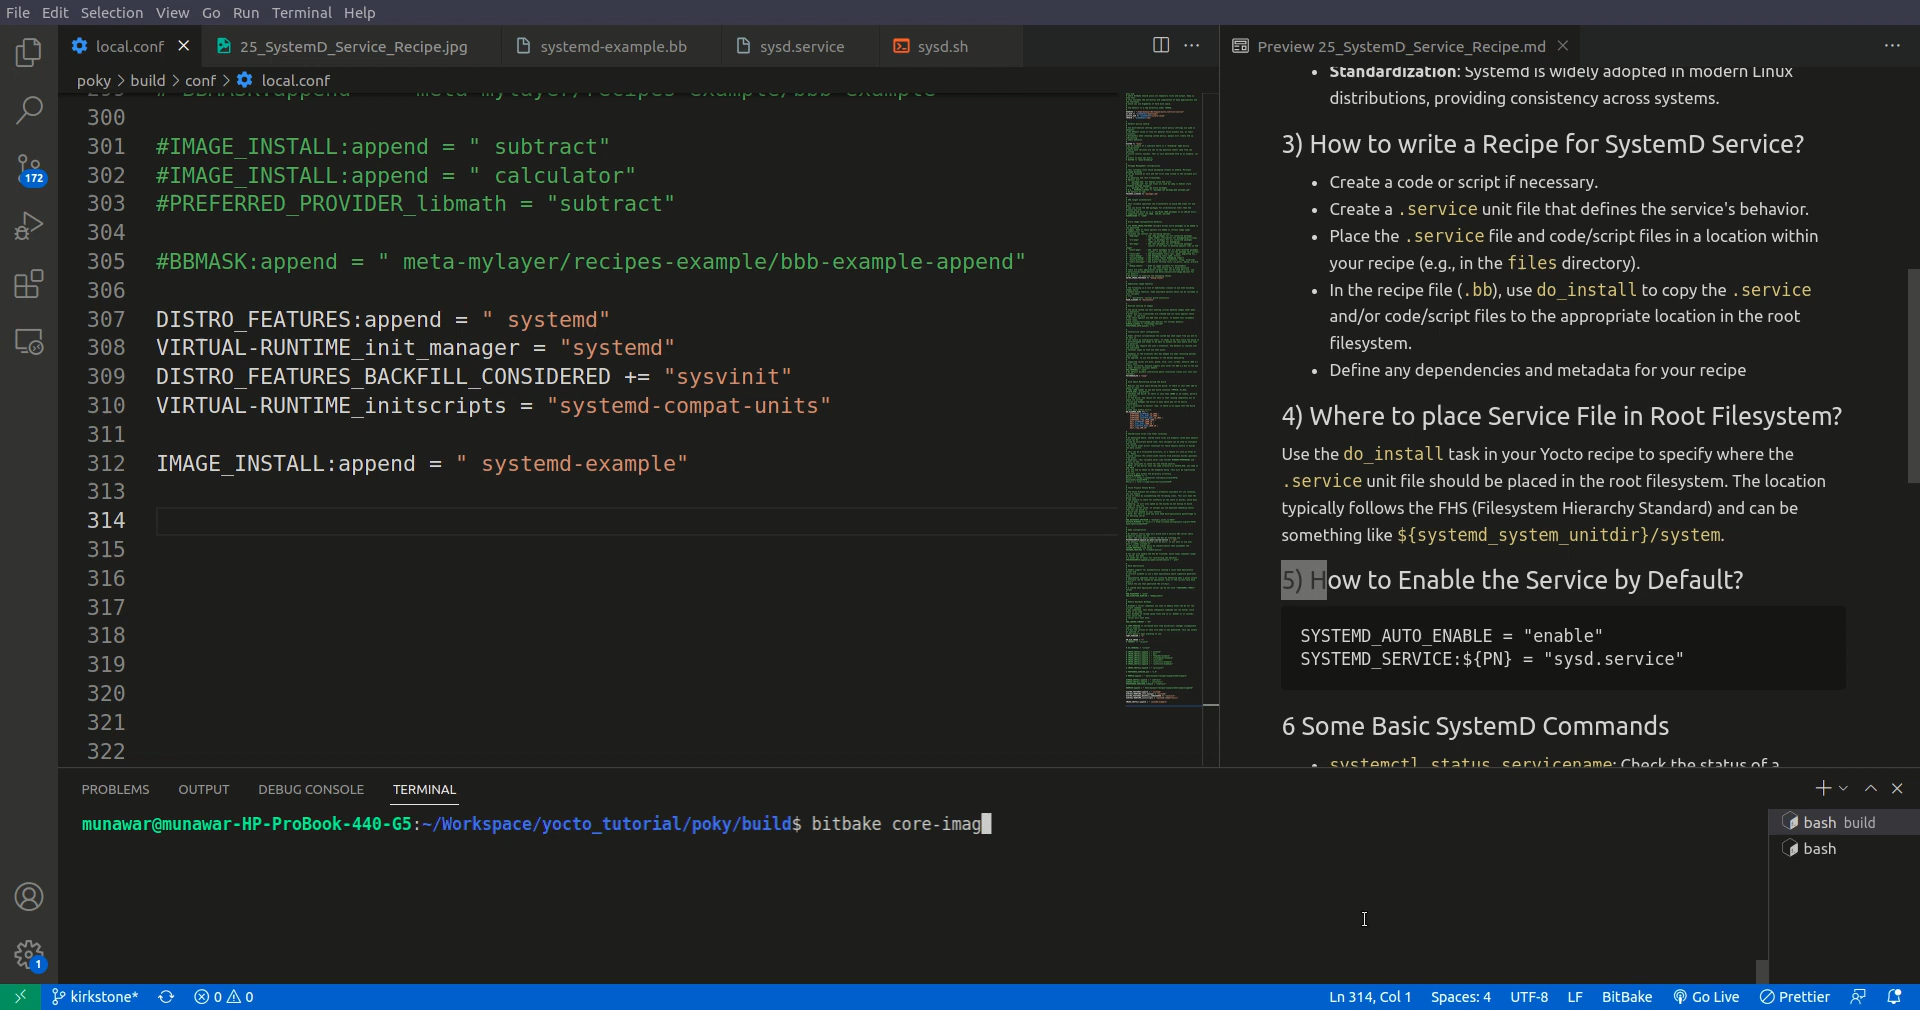 File Edit Selection View Go Run Terminal Help
local.conf
25_SystemD_Service_Recipe.jpg
systemd-example.bb
sysd.service
sysd.sh
Preview 25_SystemD_Service_Recipe.md
poky > build > conf > local.conf
300
301 #IMAGE_INSTALL:append = " subtract"
302 #IMAGE_INSTALL:append = " calculator"
303 #PREFERRED_PROVIDER_libmath = "subtract"
304
305 #BBMASK:append = " meta-mylayer/recipes-example/bbb-example-append"
306
307 DISTRO_FEATURES:append = " systemd"
308 VIRTUAL-RUNTIME_init_manager = "systemd"
309 DISTRO_FEATURES_BACKFILL_CONSIDERED += "sysvinit"
310 VIRTUAL-RUNTIME_initscripts = "systemd-compat-units"
311
312 IMAGE_INSTALL:append = " systemd-example"
313
314
315
316
317
318
319
320
321
322
• Standardization: Systemd is widely adopted in modern Linux
distributions, providing consistency across systems.
3) How to write a Recipe for SystemD Service?
• Create a code or script if necessary.
• Create a .service unit file that defines the service's behavior.
• Place the .service file and code/script files in a location within
your recipe (e.g., in the files directory).
• In the recipe file (.bb), use do_install to copy the .service
and/or code/script files to the appropriate location in the root
filesystem.
• Define any dependencies and metadata for your recipe
4) Where to place Service File in Root Filesystem?
Use the do_install task in your Yocto recipe to specify where the
.service unit file should be placed in the root filesystem. The location
typically follows the FHS (Filesystem Hierarchy Standard) and can be
something like ${systemd_system_unitdir}/system.
5) How to Enable the Service by Default?
SYSTEMD_AUTO_ENABLE = "enable"
SYSTEMD_SERVICE:${PN} = "sysd.service"
6 Some Basic SystemD Commands
• systemctl status servicename: Check the status of a
172
PROBLEMS OUTPUT DEBUG CONSOLE TERMINAL
munawar@munawar-HP-ProBook-440-G5:~/Workspace/yocto_tutorial/poky/build$ bitbake core-imag
bash build
bash
1
kirkstone* 0 0
Ln 314, Col 1 Spaces: 4 UTF-8 LF BitBake Go Live Prettier